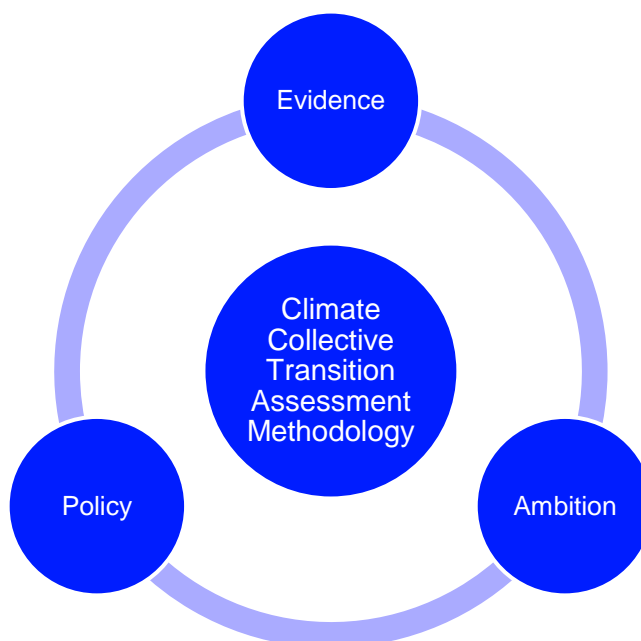 Evidence
Climate
Collective
Transition
Assessment
Methodology
Policy
Ambition